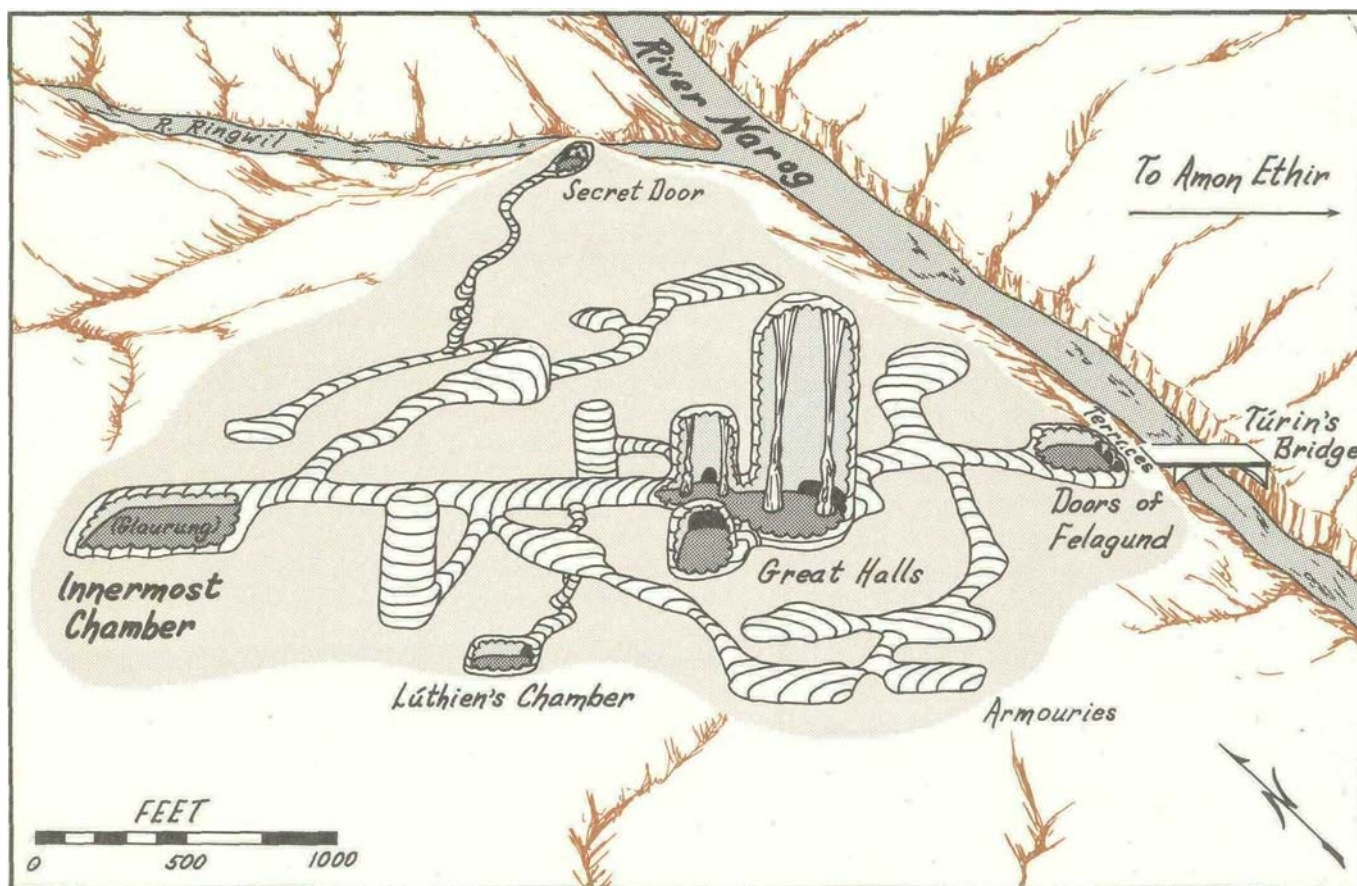 River Narog
R. Ringwil
Secret Door
To Amon Ethir
Terraces
Túrin's
Bridge
Doors of
Felagund
(Glaurung)
Innermost
Chamber
Great Halls
Lúthien's Chamber
Armouries
FEET
0 500 1000
N